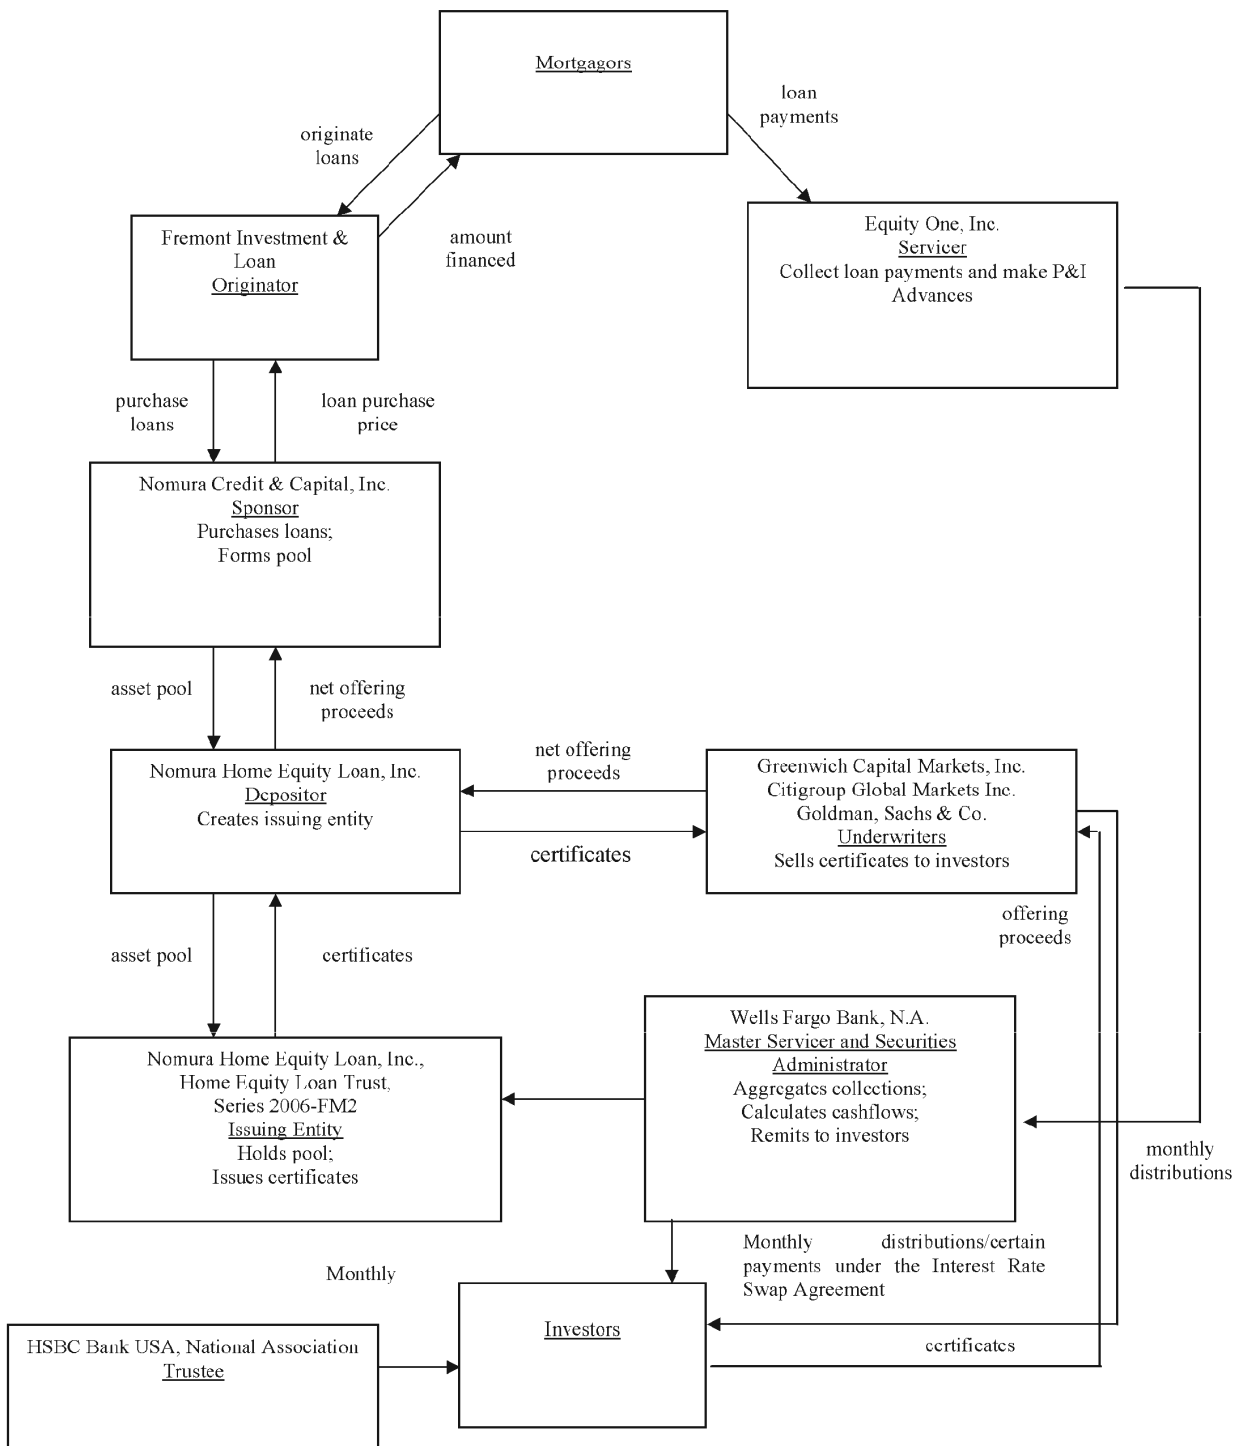 Mortgagors
loan
payments
originate
loans
amount
financed
Fremont Investment &
Loan
Originator
Equity One, Inc.
Servicer
Collect loan payments and make P&I
Advances
purchase
loans
loan purchase
price
Nomura Credit & Capital, Inc.
Sponsor
Purchases loans;
Forms pool
asset pool
net offering
proceeds
Nomura Home Equity Loan, Inc.
Depositor
Creates issuing entity
net offering
proceeds
certificates
Greenwich Capital Markets, Inc.
Citigroup Global Markets Inc.
Goldman, Sachs & Co.
Underwriters
Sells certificates to investors
offering
proceeds
asset pool
certificates
Nomura Home Equity Loan, Inc.,
Home Equity Loan Trust,
Series 2006-FM2
Issuing Entity
Holds pool;
Issues certificates
Wells Fargo Bank, N.A.
Master Servicer and Securities
Administrator
Aggregates collections;
Calculates cashflows;
Remits to investors
monthly
distributions
Monthly distributions/certain
payments under the Interest Rate
Swap Agreement
Monthly
Investors
certificates
HSBC Bank USA, National Association
Trustee